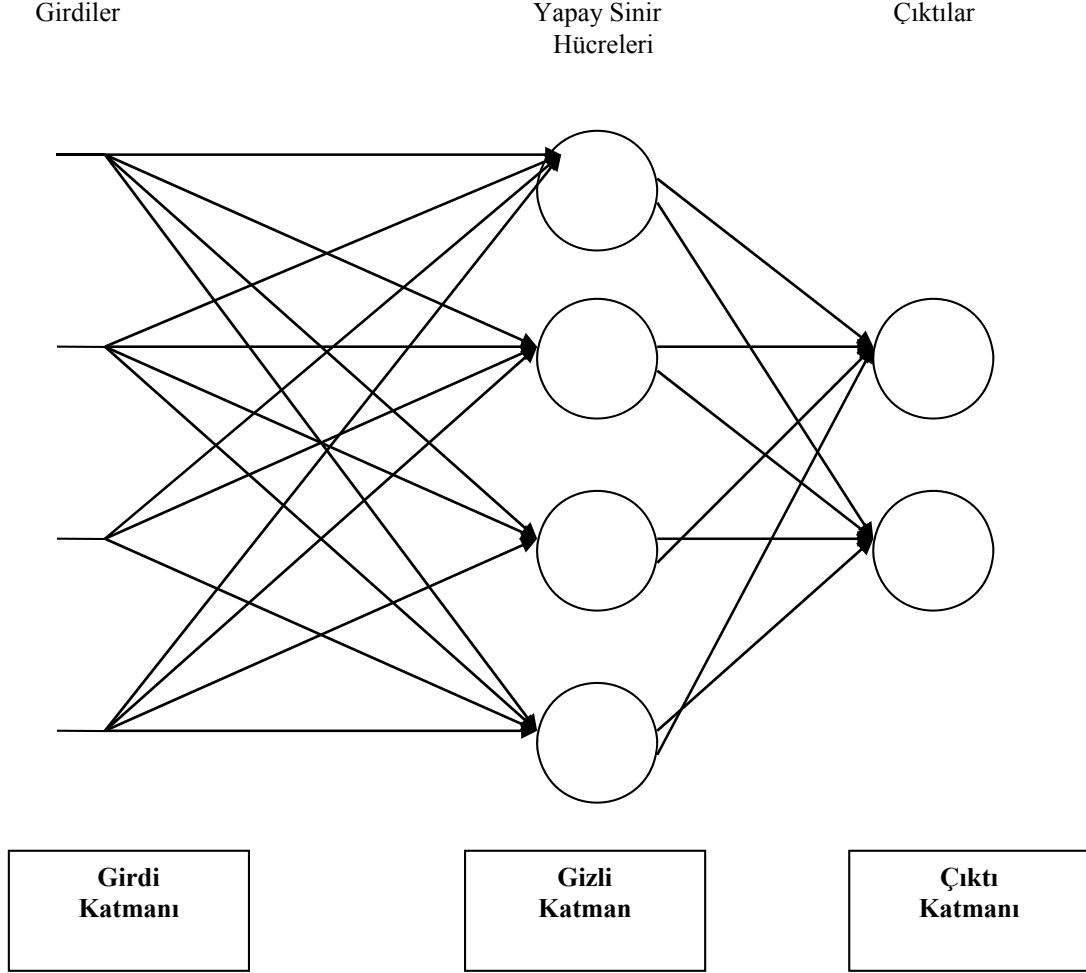 Girdiler
Yapay Sinir
Hücreleri
Çıktılar
Girdi
Katmanı
Gizli
Katman
Çıktı
Katmanı